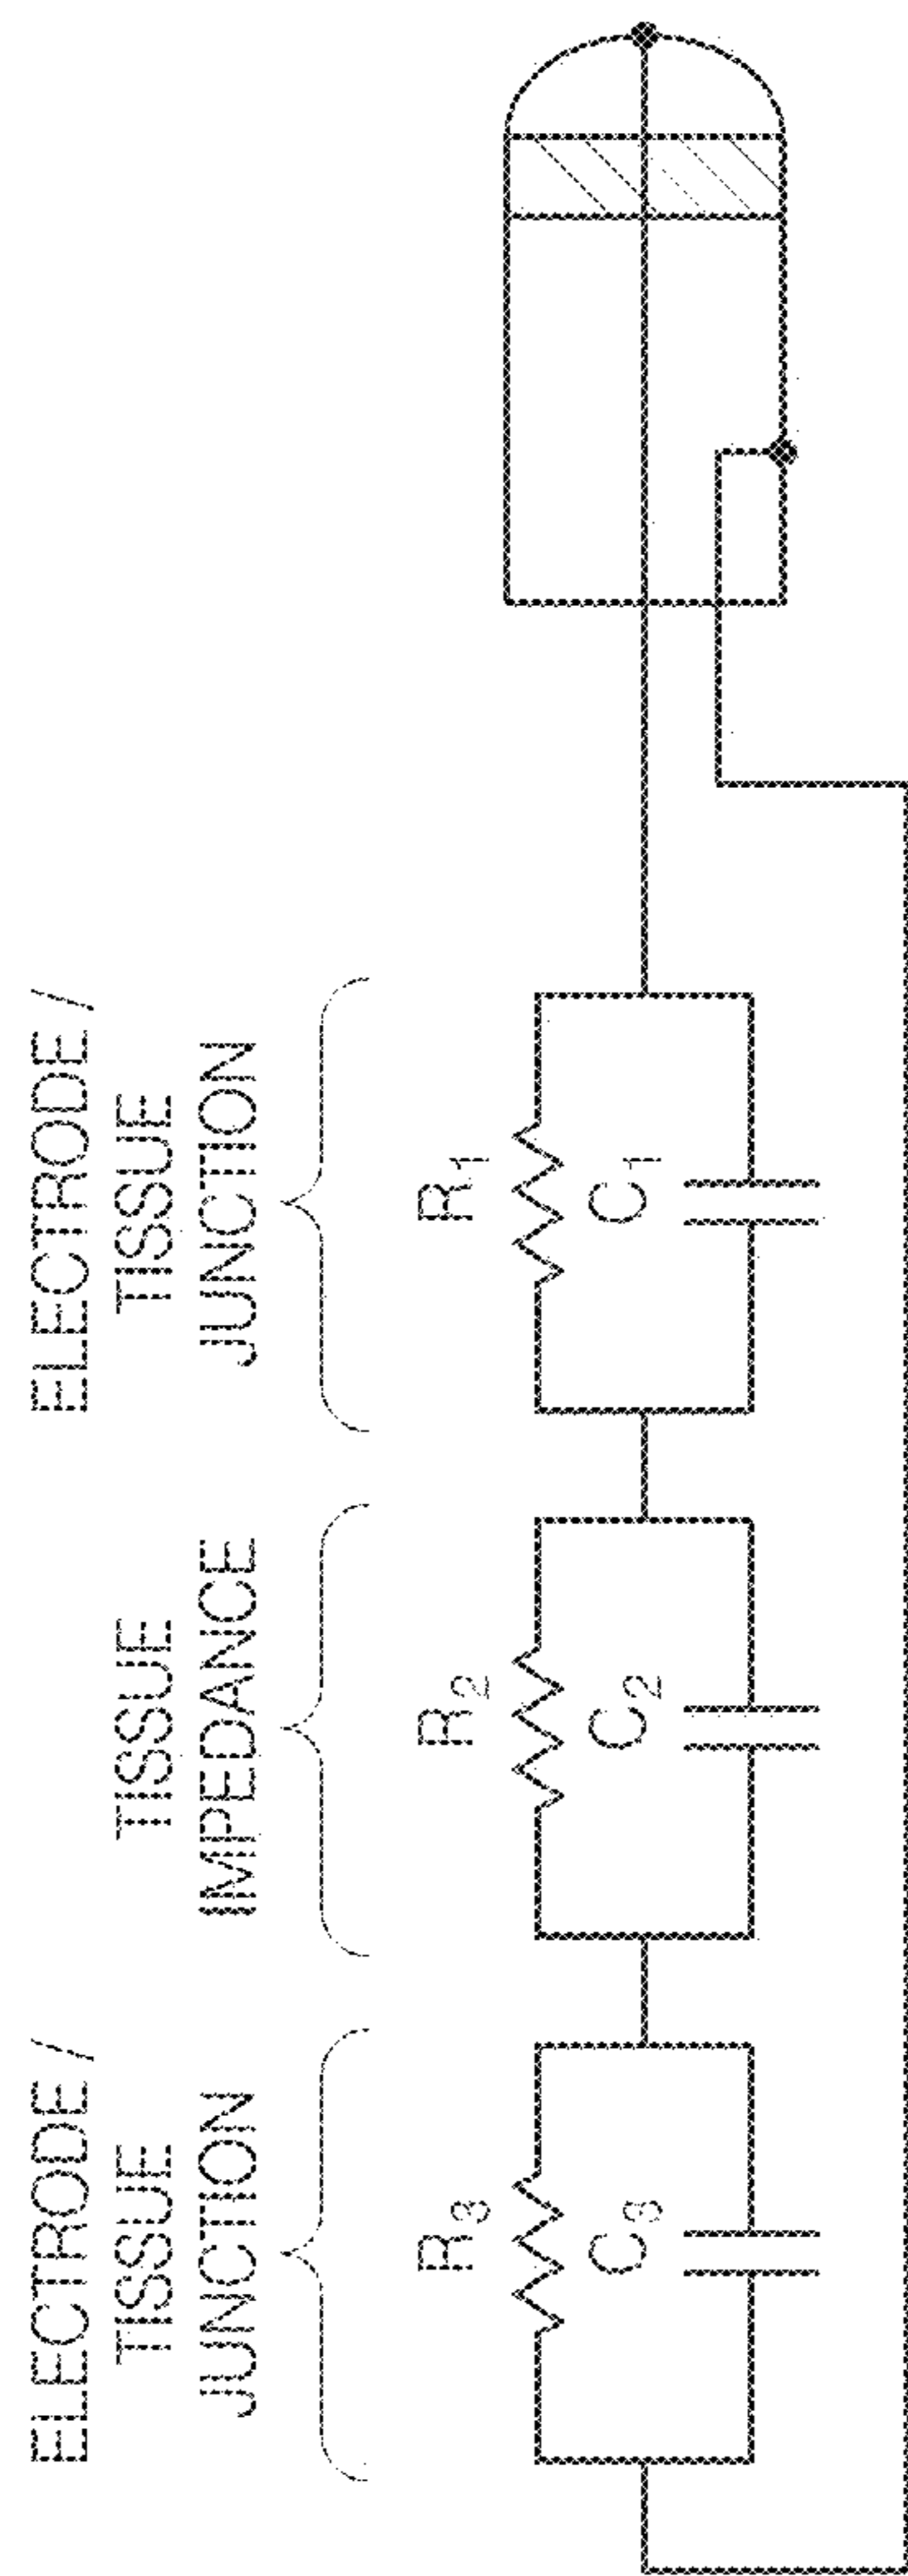 ELECTRODE /
TISSUE
JUNCTION
TISSUE
IMPEDANCE
ELECTRODE /
TISSUE
JUNCTION
R3
C3
R2
C2
R1
C1